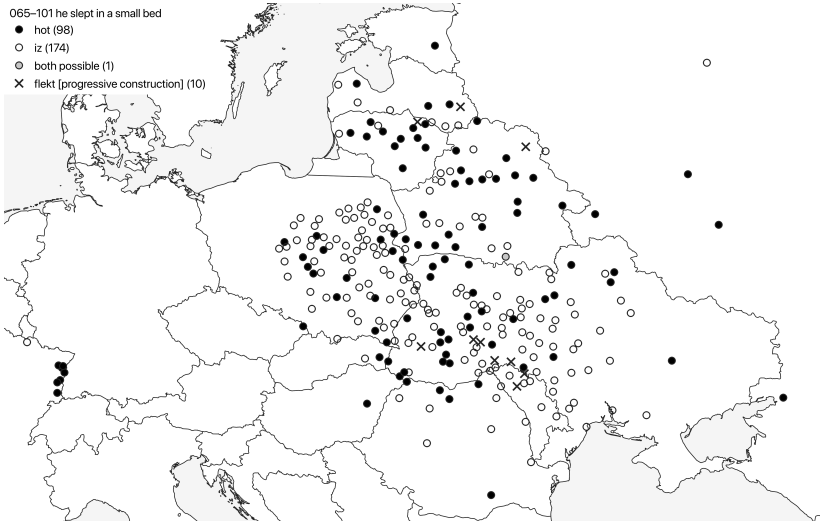 065–101 he slept in a small bed
hot (98)
iz (174)
both possible (1)
flekt [progressive construction] (10)